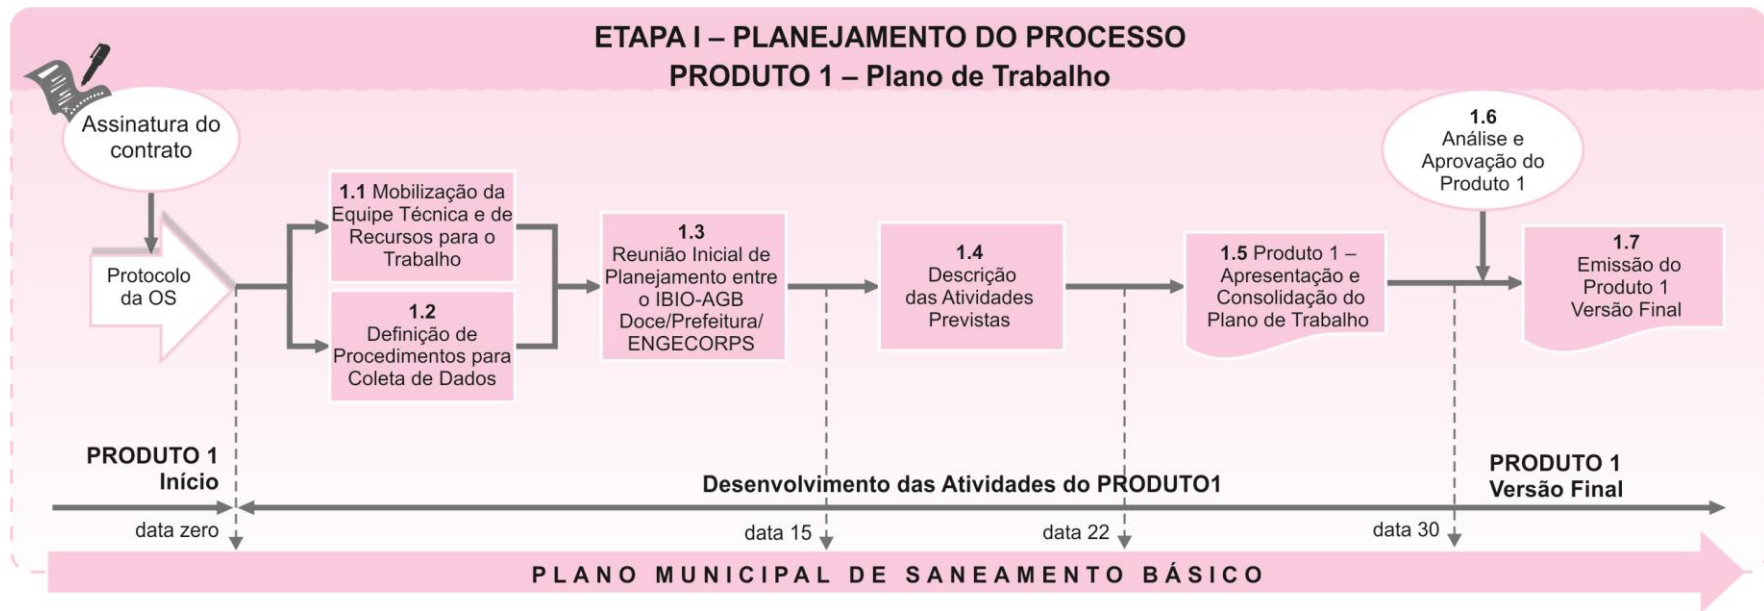 ETAPA I – PLANEJAMENTO DO PROCESSO
PRODUTO 1 – Plano de Trabalho
Assinatura do
contrato
Protocolo
da OS
1.1 Mobilização da
Equipe Técnica e de
Recursos para o
Trabalho
1.2
Definição de
Procedimentos para
Coleta de Dados
1.3
Reunião Inicial de
Planejamento entre
o IBIO-AGB
Doce/Prefeitura/
ENGECORPS
1.4
Descrição
das Atividades
Previstas
1.5 Produto 1 –
Apresentação e
Consolidação do
Plano de Trabalho
1.6
Análise e
Aprovação do
Produto 1
1.7
Emissão do
Produto 1
Versão Final
PRODUTO 1
Início
Desenvolvimento das Atividades do PRODUTO1
PRODUTO 1
Versão Final
data zero
data 15
data 22
data 30
PLANO MUNICIPAL DE SANEAMENTO BÁSICO